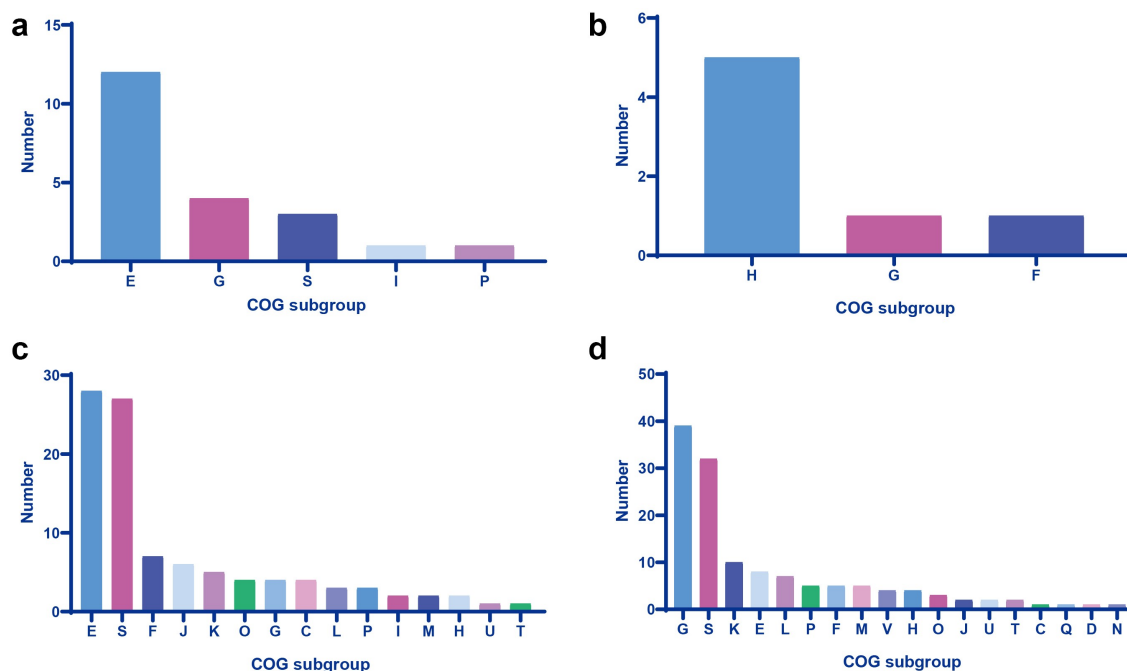 a
15
10
5
0
Number
E G S I P
COG subgroup
b
6
4
2
0
Number
H G F
COG subgroup
c
30
20
10
0
Number
E S F J K O G C L P I M H U T
COG subgroup
d
50
40
30
20
10
0
Number
G S K E L P F M V H O J U T C Q D N
COG subgroup